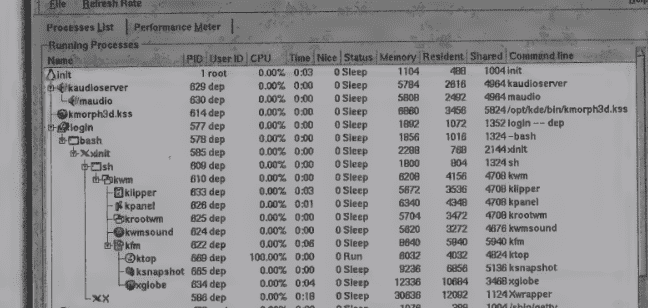 File Refresh Rate
Processes List Performance Meter
Running Processes
Name PID User ID CPU Time Nice Status Memory Resident Shared Command line
init 1 root 0.00% 0:03 0 Sleep 1104 488 1004 init
kaudioserver 629 dep 0.00% 0:00 0 Sleep 5784 2616 4964 kaudioserver
maudio 630 dep 0.00% 0:00 0 Sleep 5808 2492 4964 maudio
kmorph3d.kss 614 dep 0.00% 0:00 0 Sleep 6860 3456 5824 /opt/kde/bin/kmorph3d.kss
login 577 dep 0.00% 0:00 0 Sleep 1692 1072 1352 login -- dep
bash 578 dep 0.00% 0:00 0 Sleep 1856 1016 1324 -bash
xinit 585 dep 0.00% 0:00 0 Sleep 2288 768 2144 xinit
sh 609 dep 0.00% 0:00 0 Sleep 1800 804 1324 sh
kwm 610 dep 0.00% 0:00 0 Sleep 6208 4156 4708 kwm
klipper 633 dep 0.00% 0:03 0 Sleep 5872 3536 4708 klipper
kpanel 626 dep 0.00% 0:01 0 Sleep 6340 4348 4708 kpanel
krootwm 625 dep 0.00% 0:00 0 Sleep 5704 3472 4708 krootwm
kwmsound 624 dep 0.00% 0:00 0 Sleep 5820 3272 4676 kwmsound
kfm 622 dep 0.00% 0:06 0 Sleep 8640 5940 5940 kfm
ktop 669 dep 100.00% 0:00 0 Run 6032 4032 4824 ktop
ksnapshot 665 dep 0.00% 0:00 0 Sleep 9236 6856 5136 ksnapshot
xglobe 634 dep 0.00% 0:04 0 Sleep 12336 10684 3468 xglobe
X 586 dep 0.00% 0:18 0 Sleep 30636 12092 1124 Xwrapper